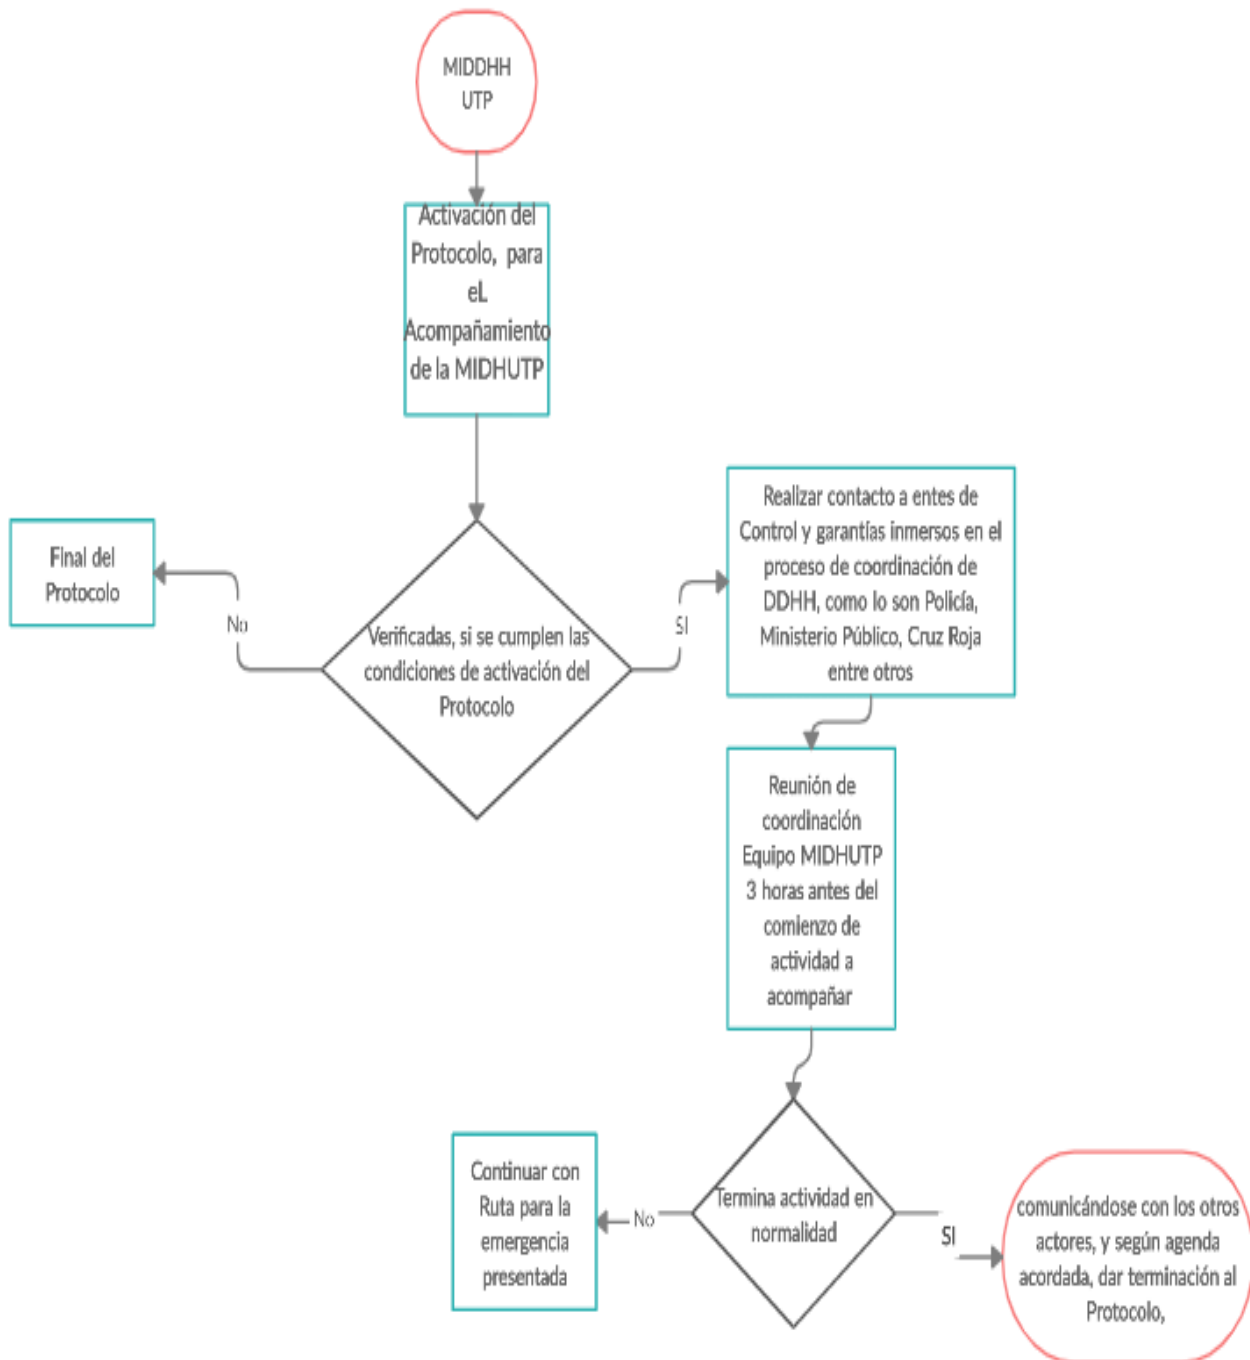 MIDDHH
UTP
Activación del
Protocolo, para
eL
Acompañamiento
de la MIDHUTP
Final del
Protocolo
No
Verificadas, si se cumplen las
condiciones de activación del
Protocolo
SI
Realizar contacto a entes de
Control y garantías inmersos en el
proceso de coordinación de
DDHH, como lo son Policía,
Ministerio Público, Cruz Roja
entre otros
Reunión de
coordinación
Equipo MIDHUTP
3 horas antes del
comienzo de
actividad a
acompañar
Termina actividad en
normalidad
No
Continuar con
Ruta para la
emergencia
presentada
SI
comunicándose con los otros
actores, y según agenda
acordada, dar terminación al
Protocolo,